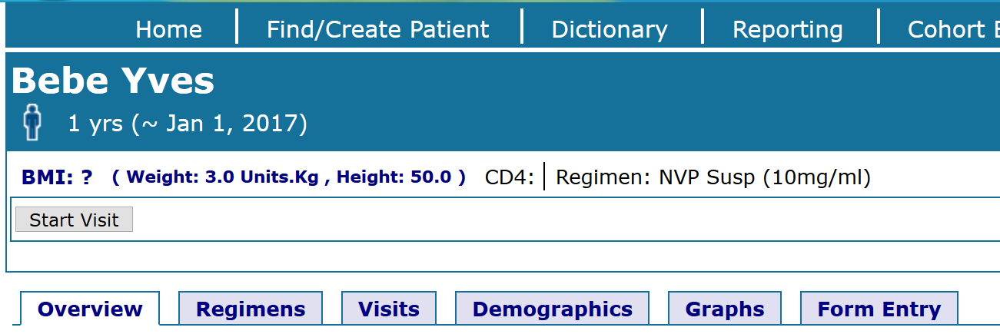 Home Find/Create Patient Dictionary Reporting Cohort
Bebe Yves
1 yrs (~ Jan 1, 2017)
BMI: ? ( Weight: 3.0 Units.Kg , Height: 50.0 ) CD4: Regimen: NVP Susp (10mg/ml)
Start Visit
Overview Regimens Visits Demographics Graphs Form Entry